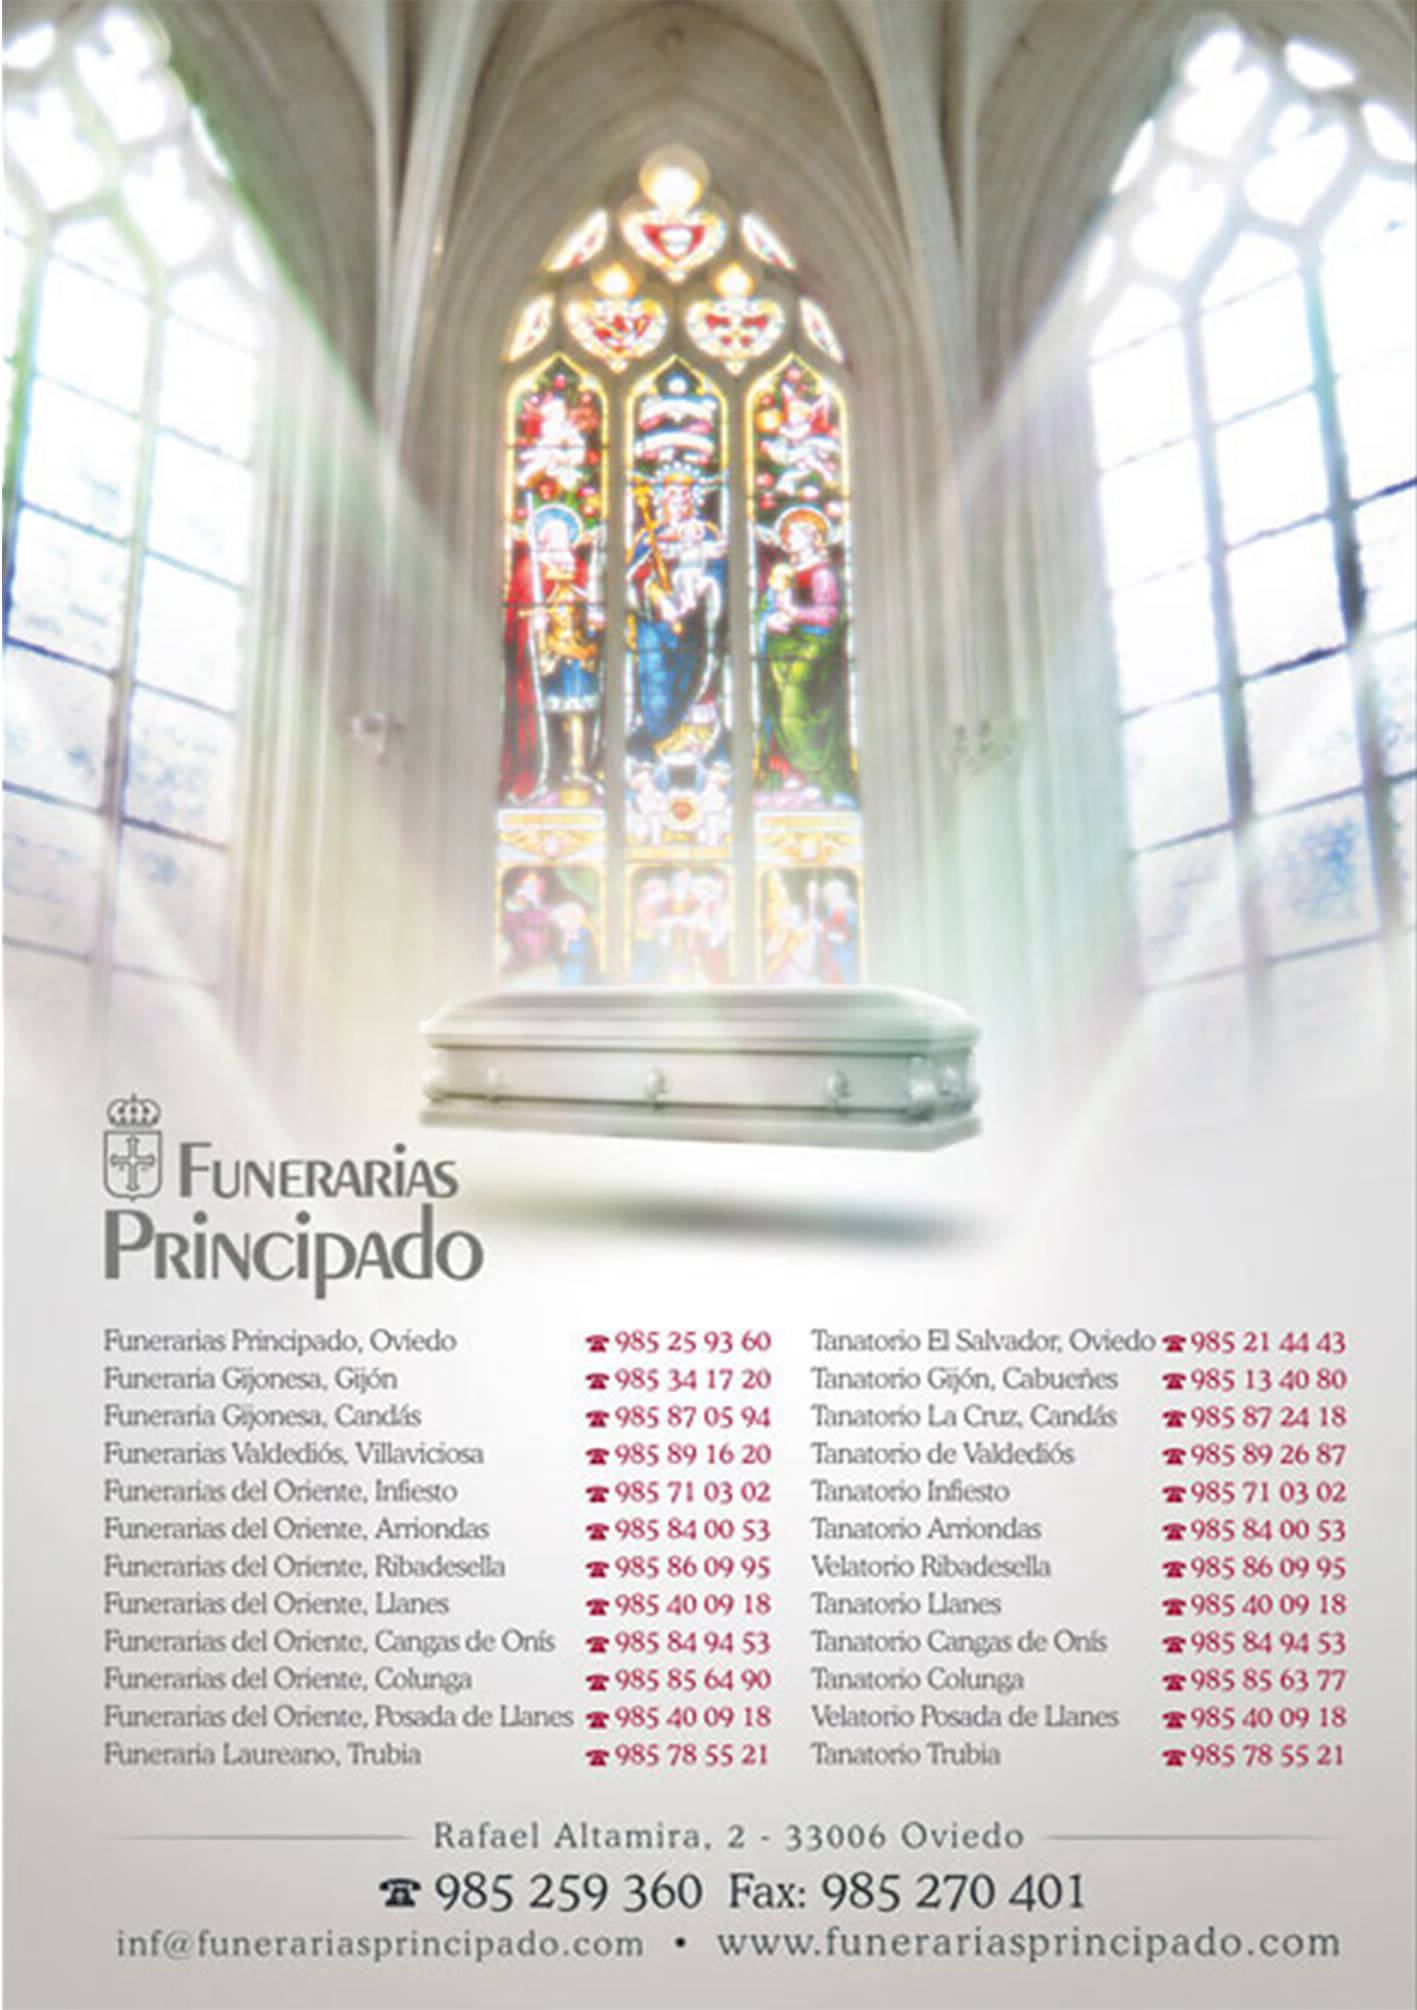 FUNERARIAS
PRINCIPADO
Funerarias Principado, Oviedo ☎ 985 25 93 60
Funeraria Gijonesa, Gijón ☎ 985 34 17 20
Funeraria Gijonesa, Candás ☎ 985 87 05 94
Funerarias Valdediós, Villaviciosa ☎ 985 89 16 20
Funerarias del Oriente, Infiesto ☎ 985 71 03 02
Funerarias del Oriente, Arriondas ☎ 985 84 00 53
Funerarias del Oriente, Ribadesella ☎ 985 86 09 95
Funerarias del Oriente, Llanes ☎ 985 40 09 18
Funerarias del Oriente, Cangas de Onís ☎ 985 84 94 53
Funerarias del Oriente, Colunga ☎ 985 85 64 90
Funerarias del Oriente, Posada de Llanes ☎ 985 40 09 18
Funeraria Laureano, Trubia ☎ 985 78 55 21
Tanatorio El Salvador, Oviedo ☎ 985 21 44 43
Tanatorio Gijón, Cabueñes ☎ 985 13 40 80
Tanatorio La Cruz, Candás ☎ 985 87 24 18
Tanatorio de Valdediós ☎ 985 89 26 87
Tanatorio Infiesto ☎ 985 71 03 02
Tanatorio Arriondas ☎ 985 84 00 53
Velatorio Ribadesella ☎ 985 86 09 95
Tanatorio Llanes ☎ 985 40 09 18
Tanatorio Cangas de Onís ☎ 985 84 94 53
Tanatorio Colunga ☎ 985 85 63 77
Velatorio Posada de Llanes ☎ 985 40 09 18
Tanatorio Trubia ☎ 985 78 55 21
Rafael Altamira, 2 - 33006 Oviedo
☎ 985 259 360 Fax: 985 270 401
inf@funerariasprincipado.com • www.funerariasprincipado.com